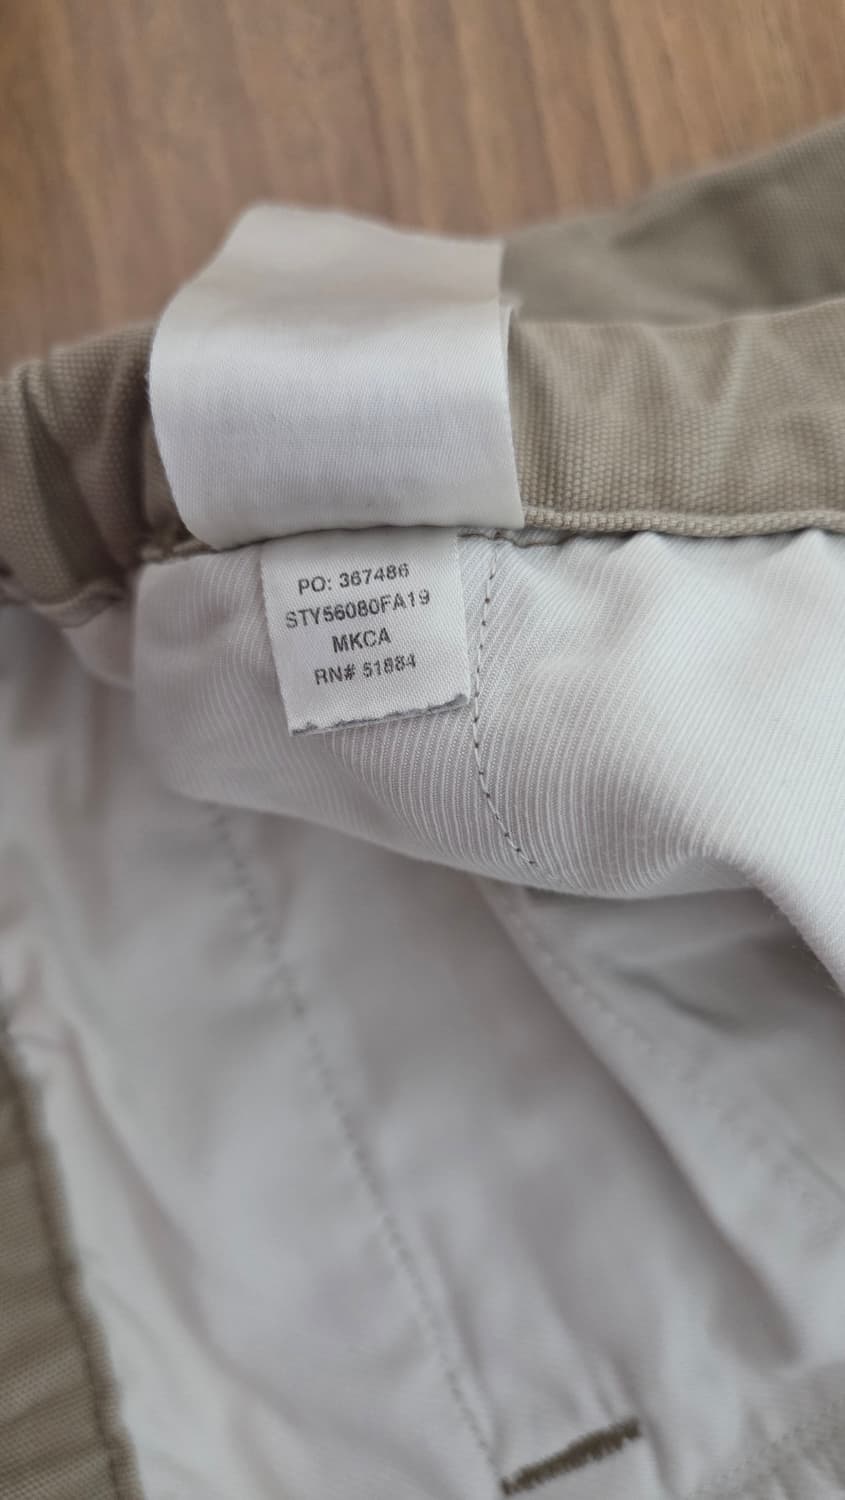 PO: 367486
STY56080FA19
MKCA
RN# 51884